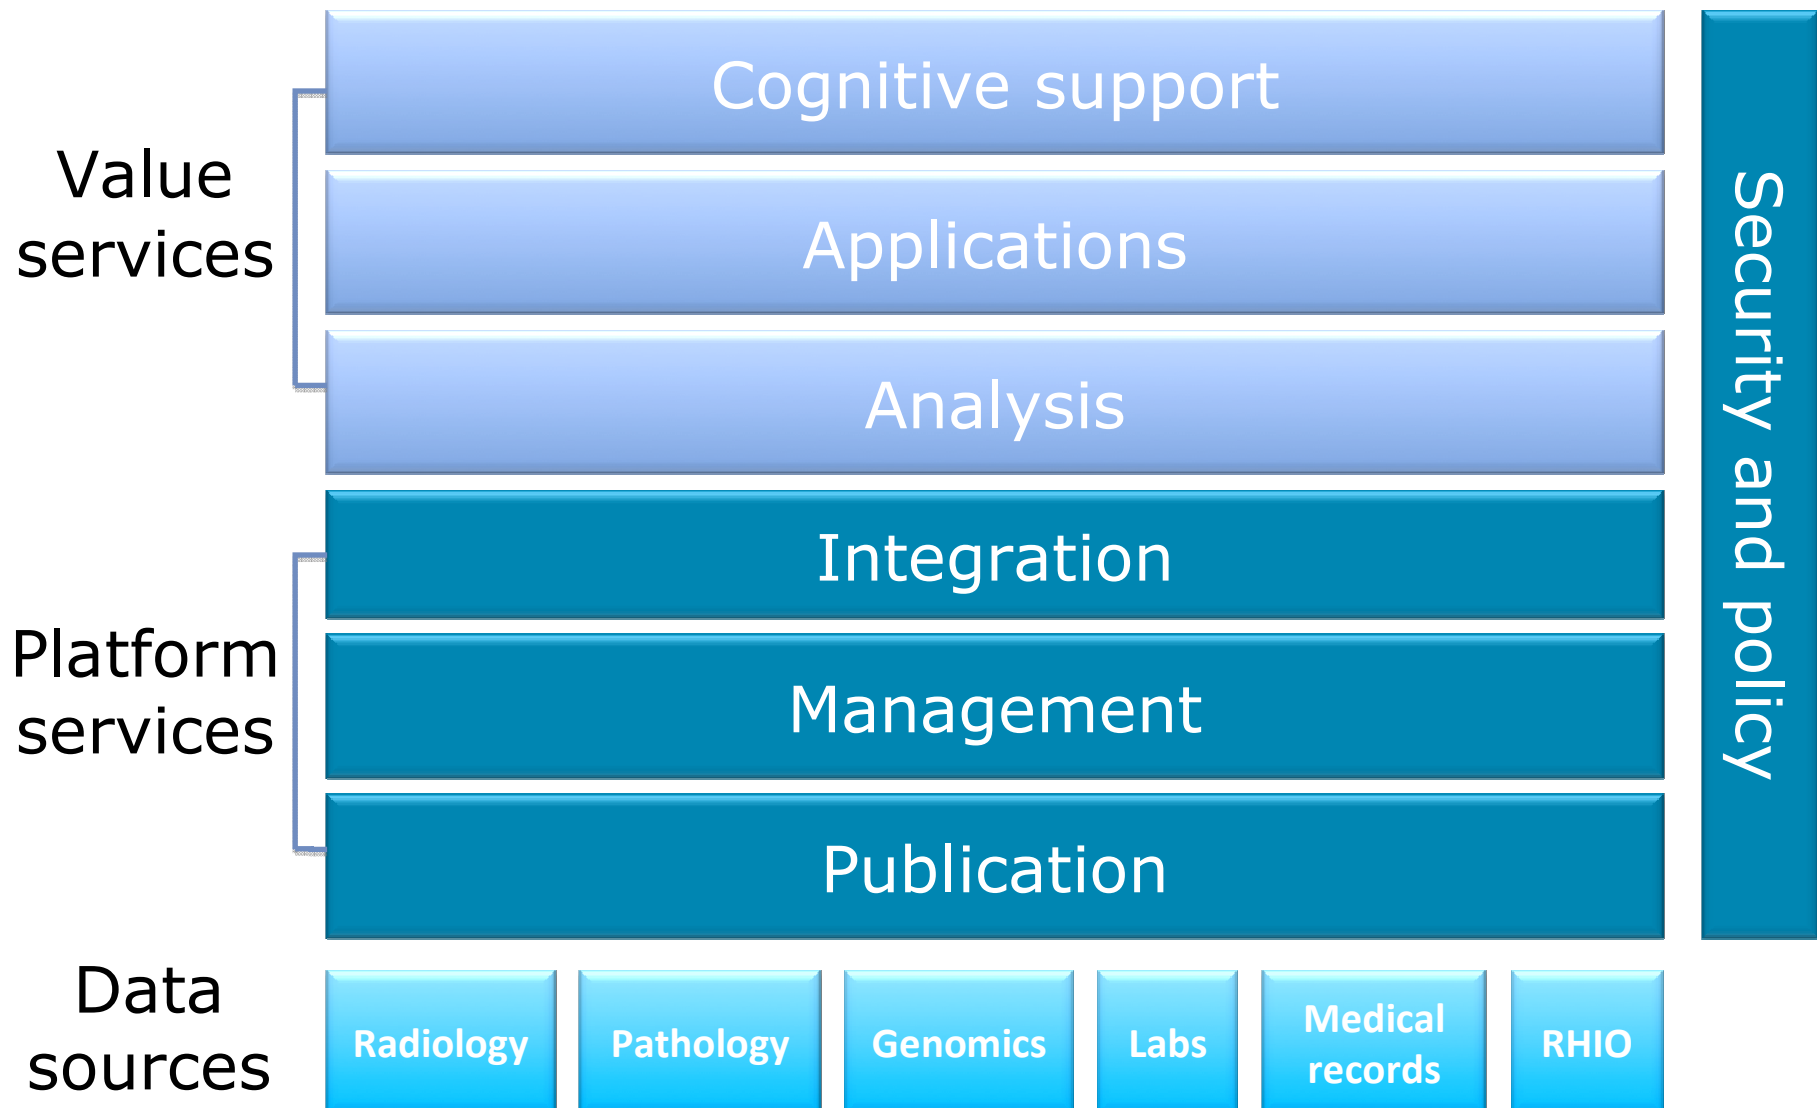 Cognitive support
Value
services
Applications
Analysis
Integration
Platform
services
Management
Publication
Security and policy
Data
sources
Radiology
Pathology
Genomics
Labs
Medical
records
RHIO